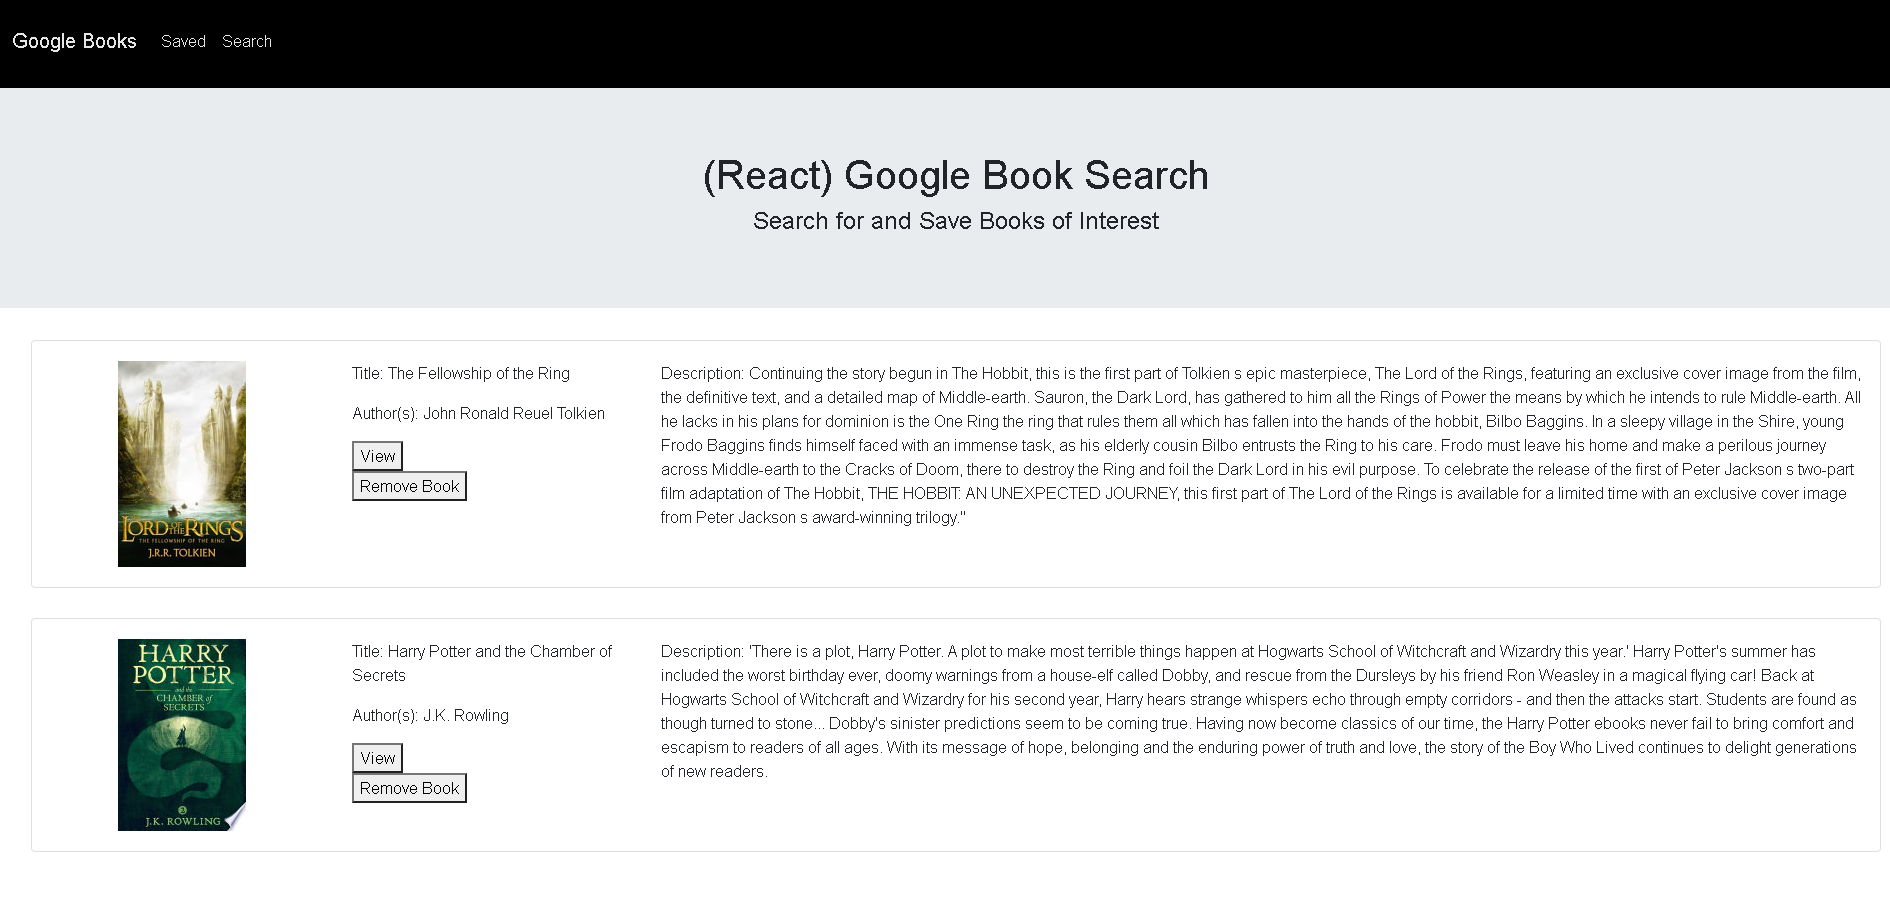 Google Books Saved Search
(React) Google Book Search
Search for and Save Books of Interest
THE LORD OF THE RINGS
THE FELLOWSHIP OF THE RING
J.R.R. TOLKIEN
Title: The Fellowship of the Ring
Author(s): John Ronald Reuel Tolkien
View
Remove Book
Description: Continuing the story begun in The Hobbit, this is the first part of Tolkien s epic masterpiece, The Lord of the Rings, featuring an exclusive cover image from the film,
the definitive text, and a detailed map of Middle-earth. Sauron, the Dark Lord, has gathered to him all the Rings of Power the means by which he intends to rule Middle-earth. All
he lacks in his plans for dominion is the One Ring the ring that rules them all which has fallen into the hands of the hobbit, Bilbo Baggins. In a sleepy village in the Shire, young
Frodo Baggins finds himself faced with an immense task, as his elderly cousin Bilbo entrusts the Ring to his care. Frodo must leave his home and make a perilous journey
across Middle-earth to the Cracks of Doom, there to destroy the Ring and foil the Dark Lord in his evil purpose. To celebrate the release of the first of Peter Jackson s two-part
film adaptation of The Hobbit, THE HOBBIT: AN UNEXPECTED JOURNEY, this first part of The Lord of the Rings is available for a limited time with an exclusive cover image
from Peter Jackson s award-winning trilogy."
HARRY
POTTER
and the
CHAMBER of
SECRETS
2
J.K. ROWLING
Title: Harry Potter and the Chamber of
Secrets
Author(s): J.K. Rowling
View
Remove Book
Description: 'There is a plot, Harry Potter. A plot to make most terrible things happen at Hogwarts School of Witchcraft and Wizardry this year.' Harry Potter's summer has
included the worst birthday ever, doomy warnings from a house-elf called Dobby, and rescue from the Dursleys by his friend Ron Weasley in a magical flying car! Back at
Hogwarts School of Witchcraft and Wizardry for his second year, Harry hears strange whispers echo through empty corridors - and then the attacks start. Students are found as
though turned to stone... Dobby's sinister predictions seem to be coming true. Having now become classics of our time, the Harry Potter ebooks never fail to bring comfort and
escapism to readers of all ages. With its message of hope, belonging and the enduring power of truth and love, the story of the Boy Who Lived continues to delight generations
of new readers.